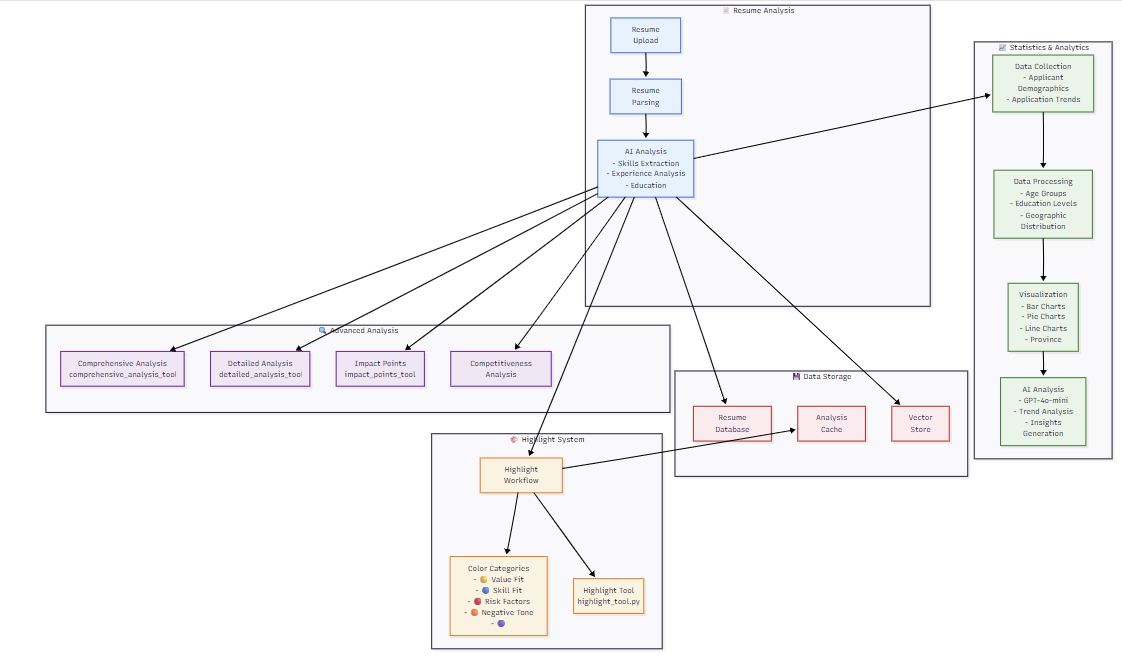 Resume Analysis
Resume
Upload
Resume
Parsing
AI Analysis
- Skills Extraction
- Experience Analysis
- Education
Statistics & Analytics
Data Collection
- Applicant
Demographics
- Application Trends
Data Processing
- Age Groups
- Education Levels
- Geographic
Distribution
Visualization
- Bar Charts
- Pie Charts
- Line Charts
- Province
AI Analysis
- GPT-4o-mini
- Trend Analysis
- Insights
Generation
Advanced Analysis
Comprehensive Analysis
comprehensive_analysis_tool
Detailed Analysis
detailed_analysis_tool
Impact Points
impact_points_tool
Competitiveness
Analysis
Data Storage
Resume
Database
Analysis
Cache
Vector
Store
Highlight System
Highlight
Workflow
Color Categories
- Value Fit
- Skill Fit
- Risk Factors
- Negative Tone
-
Highlight Tool
highlight_tool.py